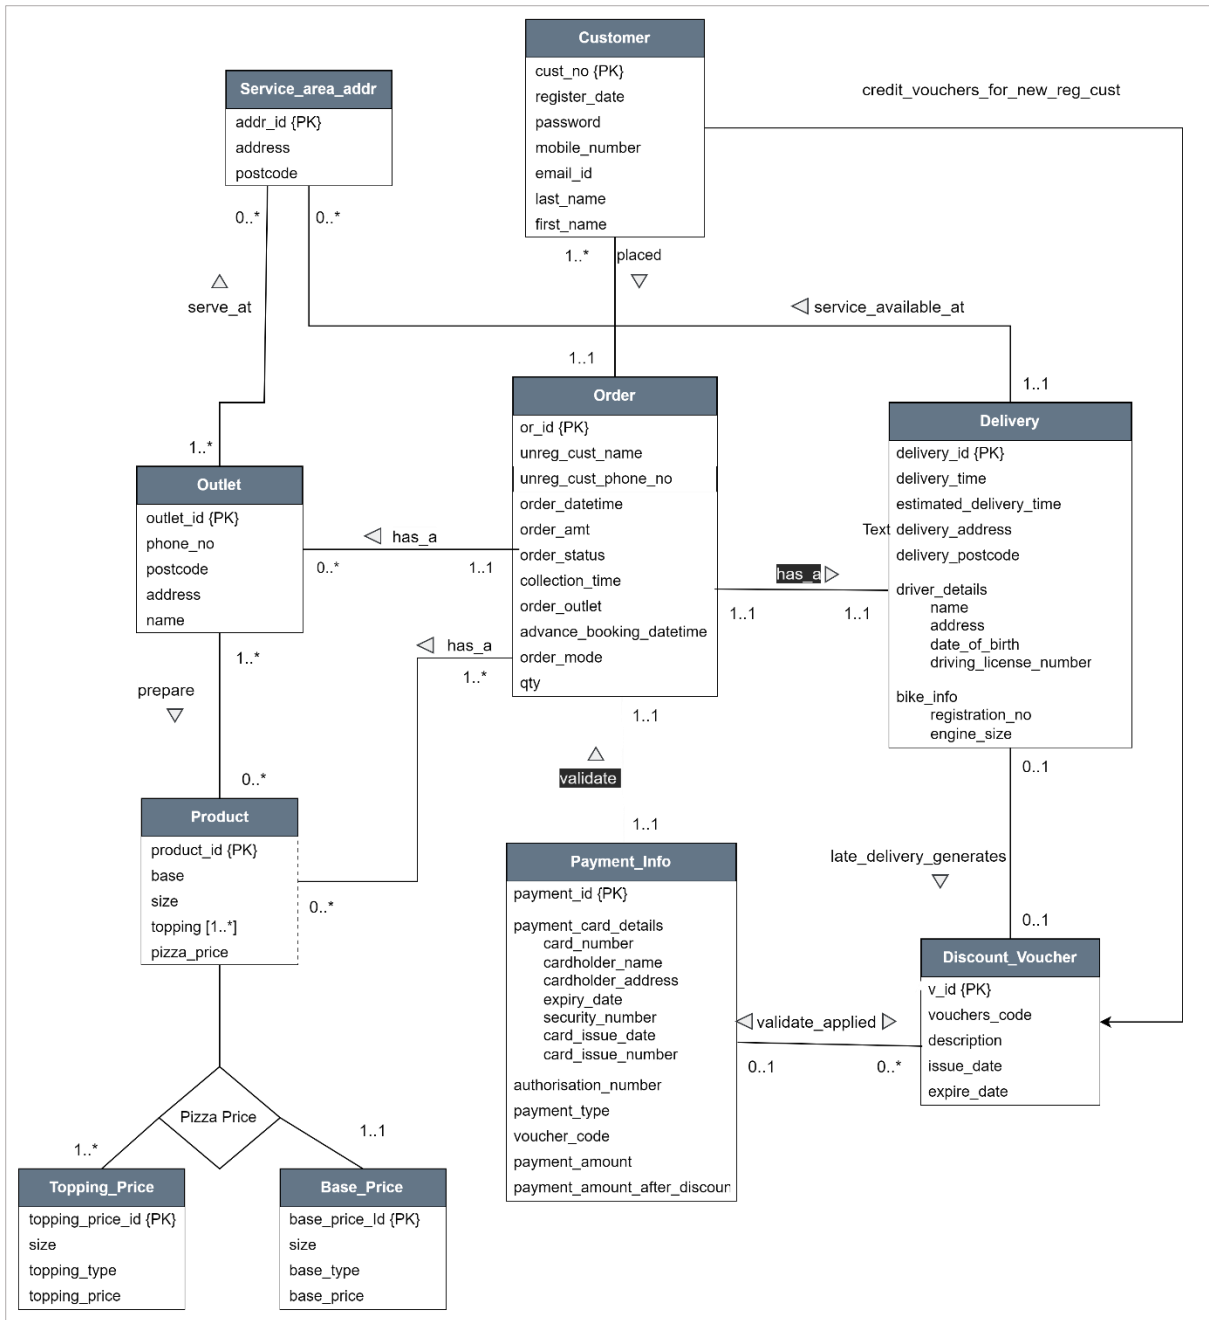 Customer
cust_no {PK}
register_date
password
mobile_number
email_id
last_name
first_name
credit_vouchers_for_new_reg_cust
Service_area_addr
addr_id {PK}
address
postcode
0..*
0..*
1..*
placed
serve_at
service_available_at
1..1
1..1
1..*
Order
or_id {PK}
unreg_cust_name
unreg_cust_phone_no
order_datetime
order_amt
order_status
collection_time
order_outlet
advance_booking_datetime
order_mode
qty
Delivery
delivery_id {PK}
delivery_time
estimated_delivery_time
Text
delivery_address
delivery_postcode
driver_details
name
address
date_of_birth
driving_license_number
bike_info
registration_no
engine_size
Outlet
outlet_id {PK}
phone_no
postcode
address
name
has_a
0..*
1..1
has_a
1..1
1..1
has_a
1..*
1..*
prepare
0..*
1..1
validate
1..1
0..1
late_delivery_generates
0..1
Product
product_id {PK}
base
size
topping [1..*]
pizza_price
0..*
Payment_Info
payment_id {PK}
payment_card_details
card_number
cardholder_name
cardholder_address
expiry_date
security_number
card_issue_date
card_issue_number
authorisation_number
payment_type
voucher_code
payment_amount
payment_amount_after_discoun
validate_applied
0..1
0..*
Discount_Voucher
v_id {PK}
vouchers_code
description
issue_date
expire_date
Pizza Price
1..*
1..1
Topping_Price
topping_price_id {PK}
size
topping_type
topping_price
Base_Price
base_price_Id {PK}
size
base_type
base_price